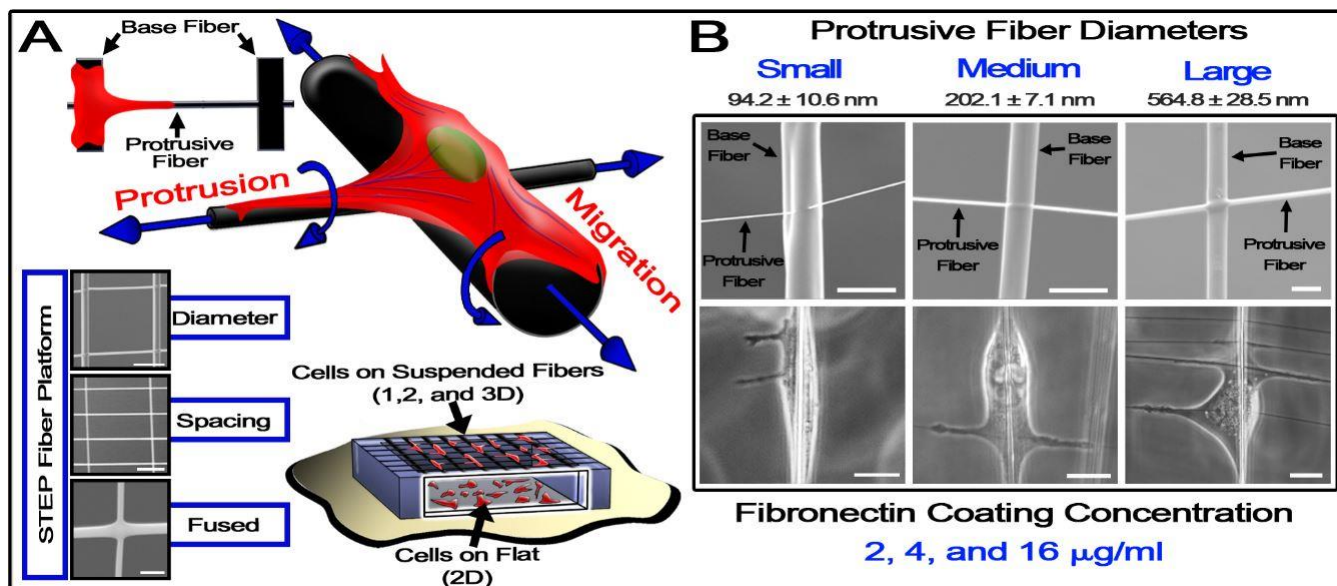 A
Base Fiber
Protrusive
Fiber
Protrusion
Migration
STEP Fiber Platform
Diameter
Spacing
Fused
Cells on Suspended Fibers
(1,2, and 3D)
Cells on Flat
(2D)
B
Protrusive Fiber Diameters
Small
Medium
Large
94.2 ± 10.6 nm
202.1 ± 7.1 nm
564.8 ± 28.5 nm
Base
Fiber
Protrusive
Fiber
Base
Fiber
Protrusive
Fiber
Base
Fiber
Protrusive
Fiber
Fibronectin Coating Concentration
2, 4, and 16 μg/ml